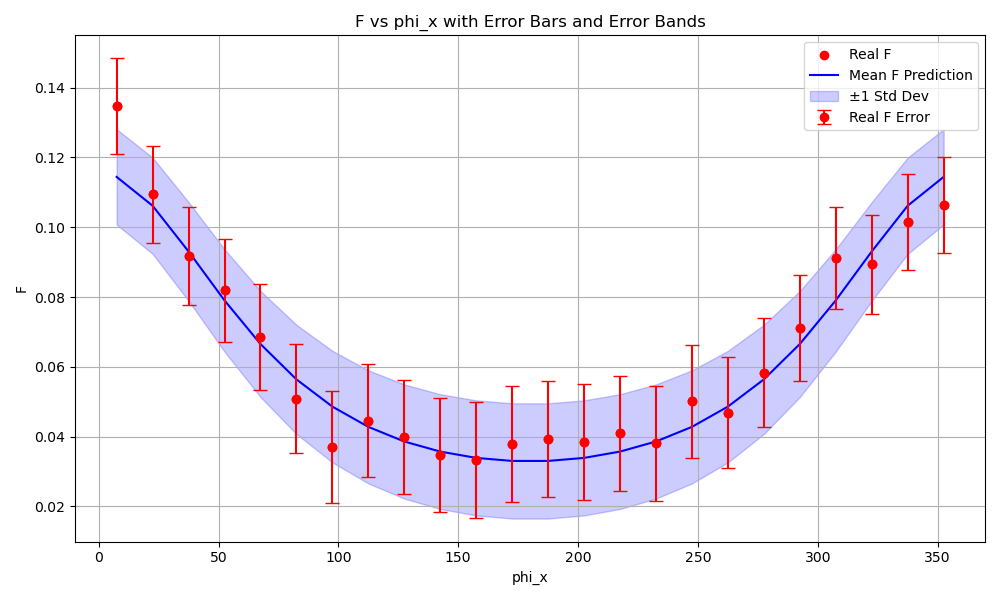 F vs phi_x with Error Bars and Error Bands
Real F
Mean F Prediction
±1 Std Dev
Real F Error
0.14
0.12
0.10
0.08
0.06
0.04
0.02
F
0 50 100 150 200 250 300 350
phi_x